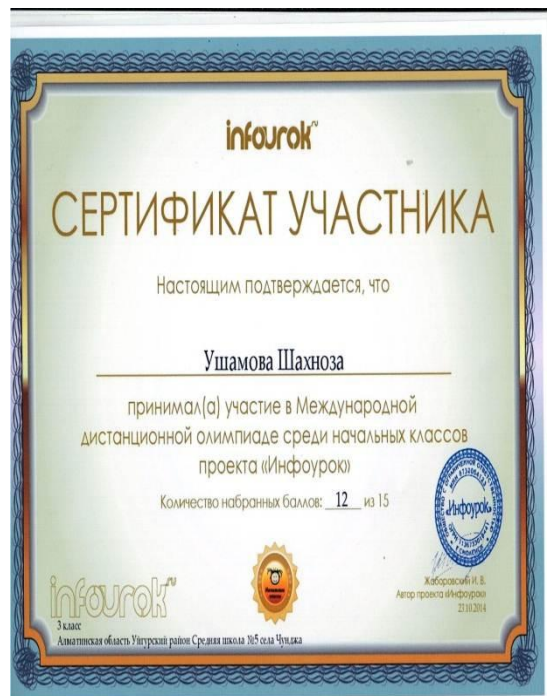 infourok.ru
СЕРТИФИКАТ УЧАСТНИКА
Настоящим подтверждается, что
Ушамова Шахноза
принимал(а) участие в Международной
дистанционной олимпиаде среди начальных классов
проекта «Инфоурок»
Количество набранных баллов: 12 из 15
«Инфоурок»
Жаборовский И. В.
Автор проекта «Инфоурок»
23.10.2014
infourok.ru
3 класс
Алматинская область Уйгурский район Средняя школа №5 села Чунджа